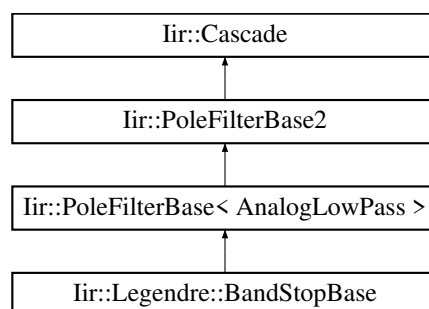 Iir::Cascade
Iir::PoleFilterBase2
Iir::PoleFilterBase< AnalogLowPass >
Iir::Legendre::BandStopBase